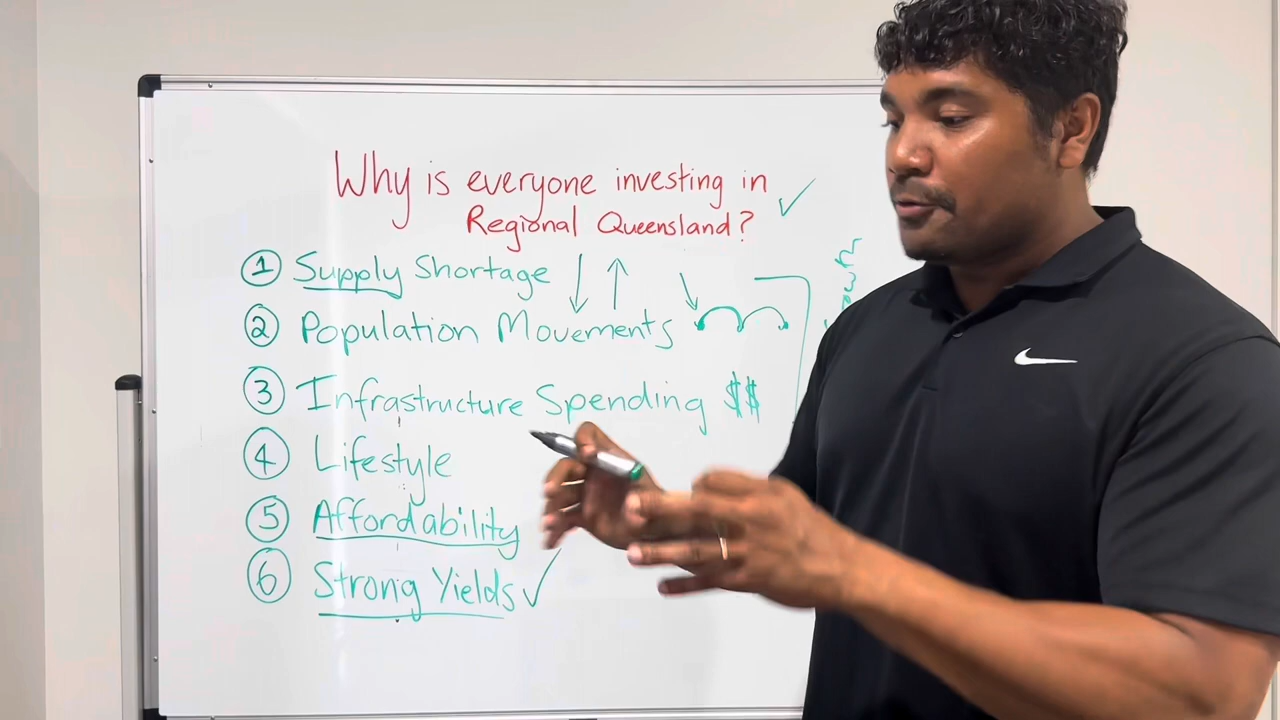 Why is everyone investing in
Regional Queensland?
① Supply Shortage
② Population Movements
③ Infrastructure Spending $$
④ Lifestyle
⑤ Affordability
⑥ Strong Yields